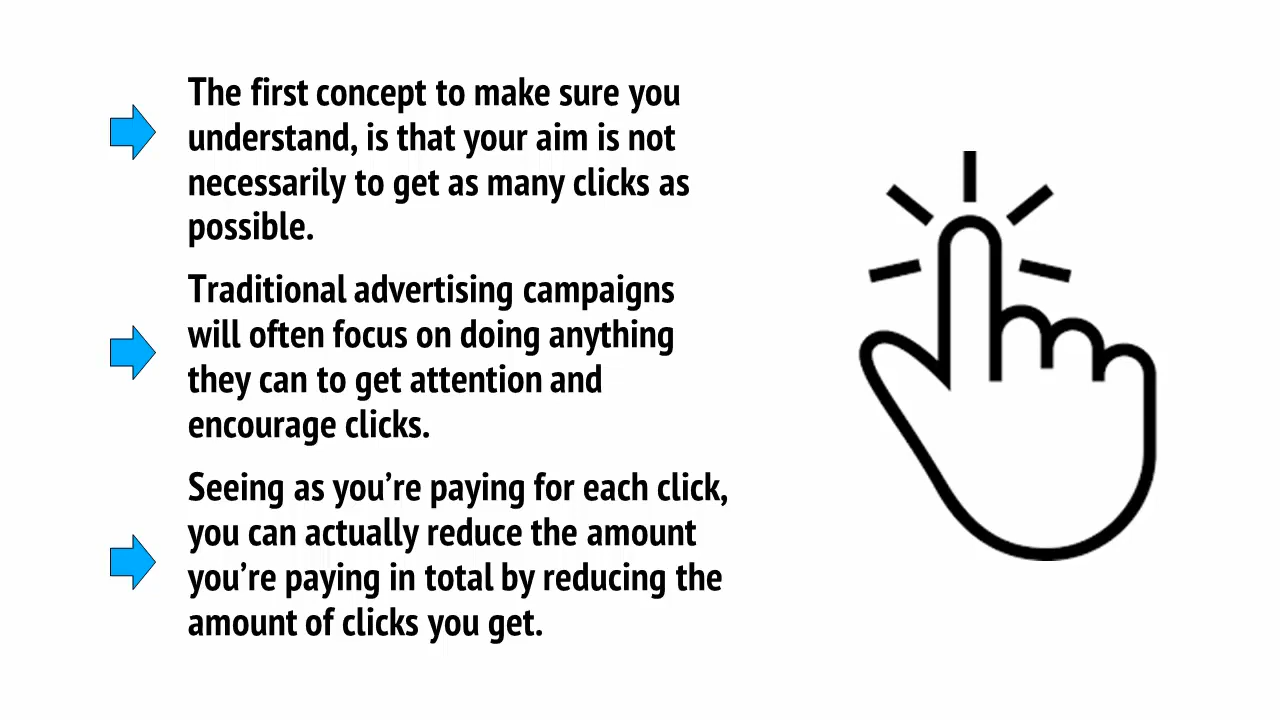 The first concept to make sure you
understand, is that your aim is not
necessarily to get as many clicks as
possible.
Traditional advertising campaigns
will often focus on doing anything
they can to get attention and
encourage clicks.
Seeing as you’re paying for each click,
you can actually reduce the amount
you’re paying in total by reducing the
amount of clicks you get.